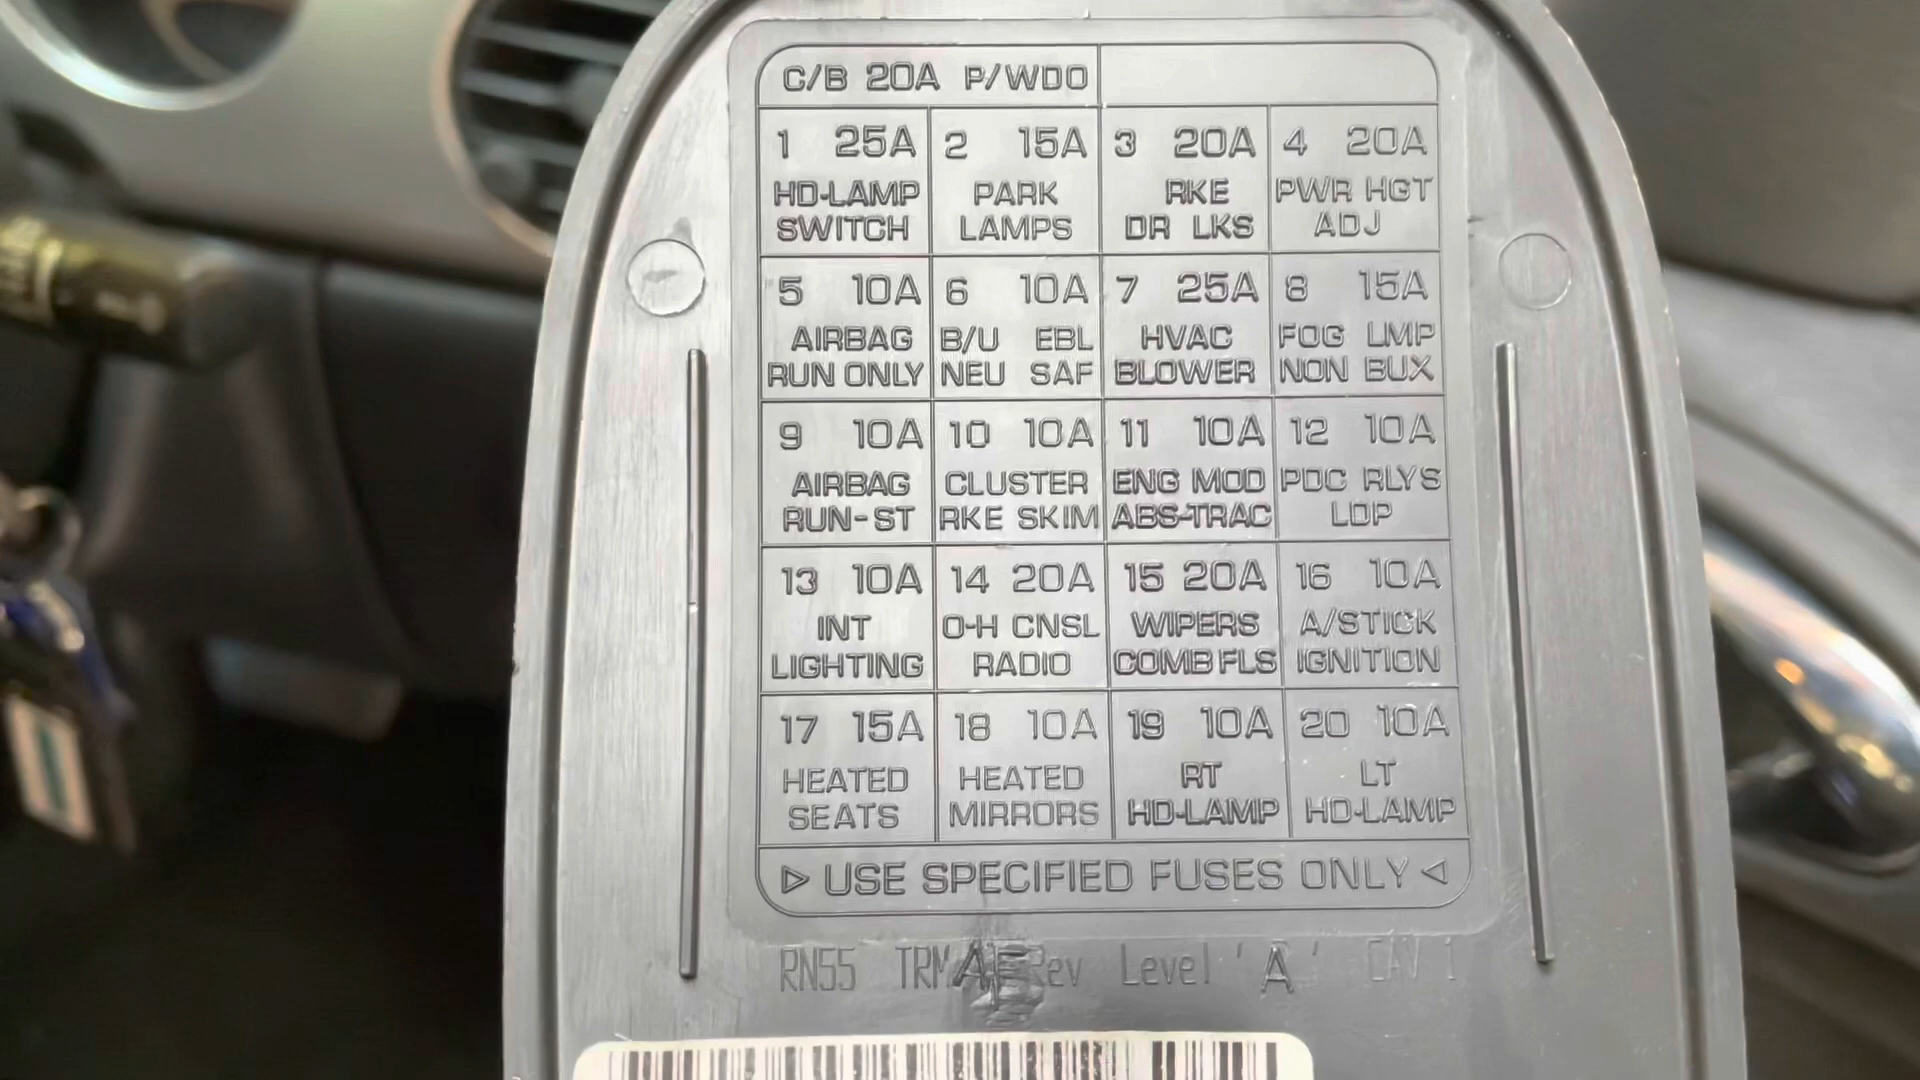 C/B 20A P/WDO
1 25A 2 15A 3 20A 4 20A
HD-LAMP PARK RKE PWR HGT
SWITCH LAMPS DR LKS ADJ
5 10A 6 10A 7 25A 8 15A
AIRBAG B/U EBL HVAC FOG LMP
RUN ONLY NEU SAF BLOWER NON BUX
9 10A 10 10A 11 10A 12 10A
AIRBAG CLUSTER ENG MOD PDC RLYS
RUN-ST RKE SKIM ABS-TRAC LDP
13 10A 14 20A 15 20A 16 10A
INT O-H CNSL WIPERS A/STICK
LIGHTING RADIO COMB FLS IGNITION
17 15A 18 10A 19 10A 20 10A
HEATED HEATED RT LT
SEATS MIRRORS HD-LAMP HD-LAMP
▷ USE SPECIFIED FUSES ONLY ◁
RN55 Rev Level 'A' CAV 1